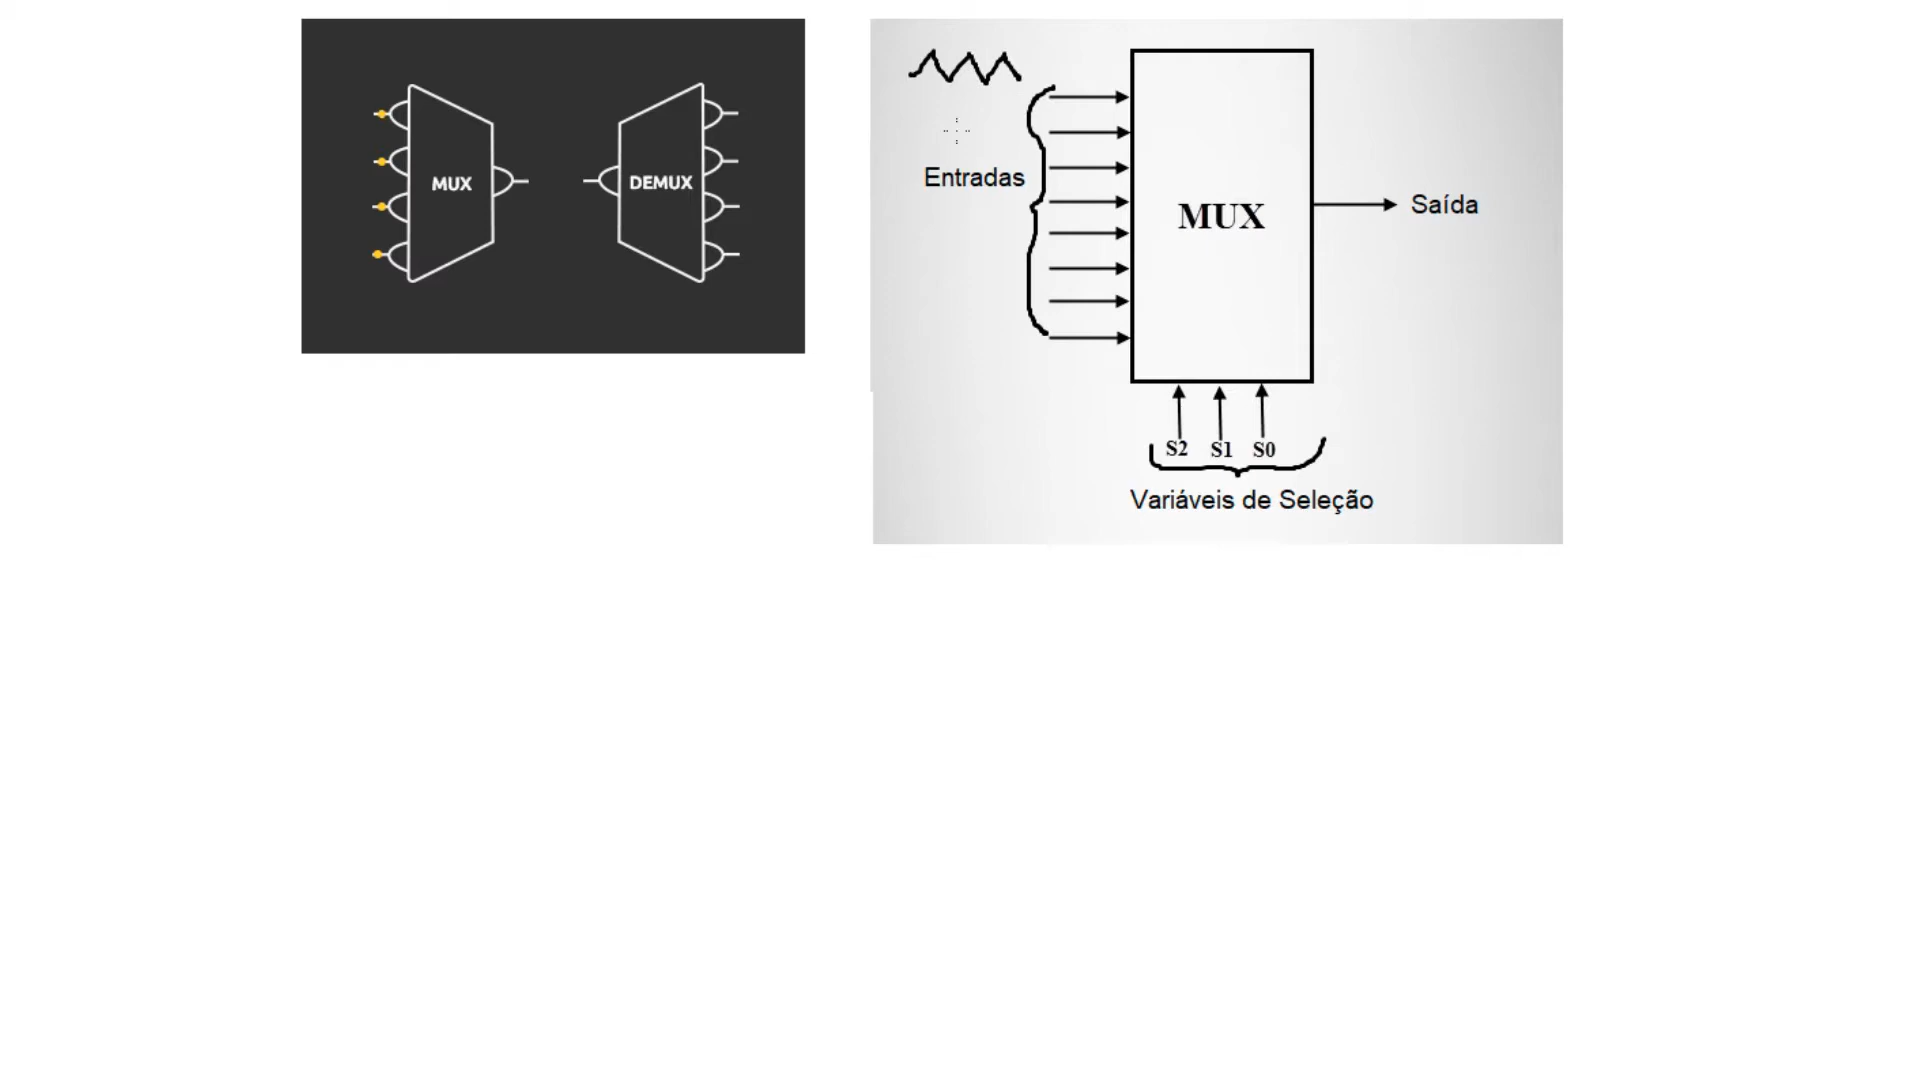 MUX
DEMUX
Entradas
MUX
Saída
S2 S1 S0
Variáveis de Seleção